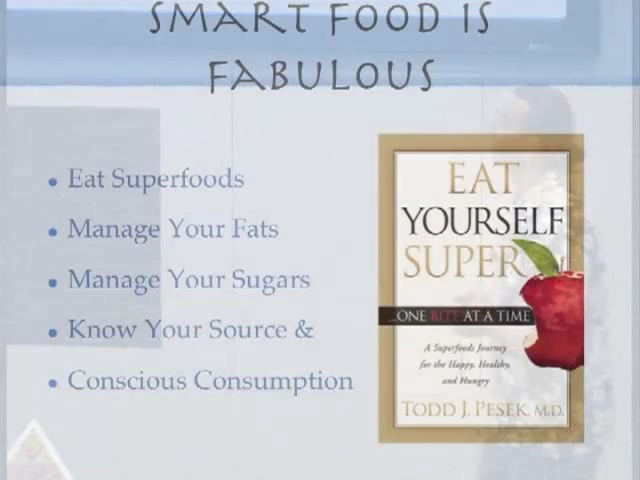 SMART FOOD IS
FABULOUS
• Eat Superfoods
• Manage Your Fats
• Manage Your Sugars
• Know Your Source &
• Conscious Consumption
EAT
YOURSELF
SUPER
...ONE BITE AT A TIME
A Superfoods Journey
for the Happy, Healthy,
and Hungry
TODD J. PESEK, M.D.